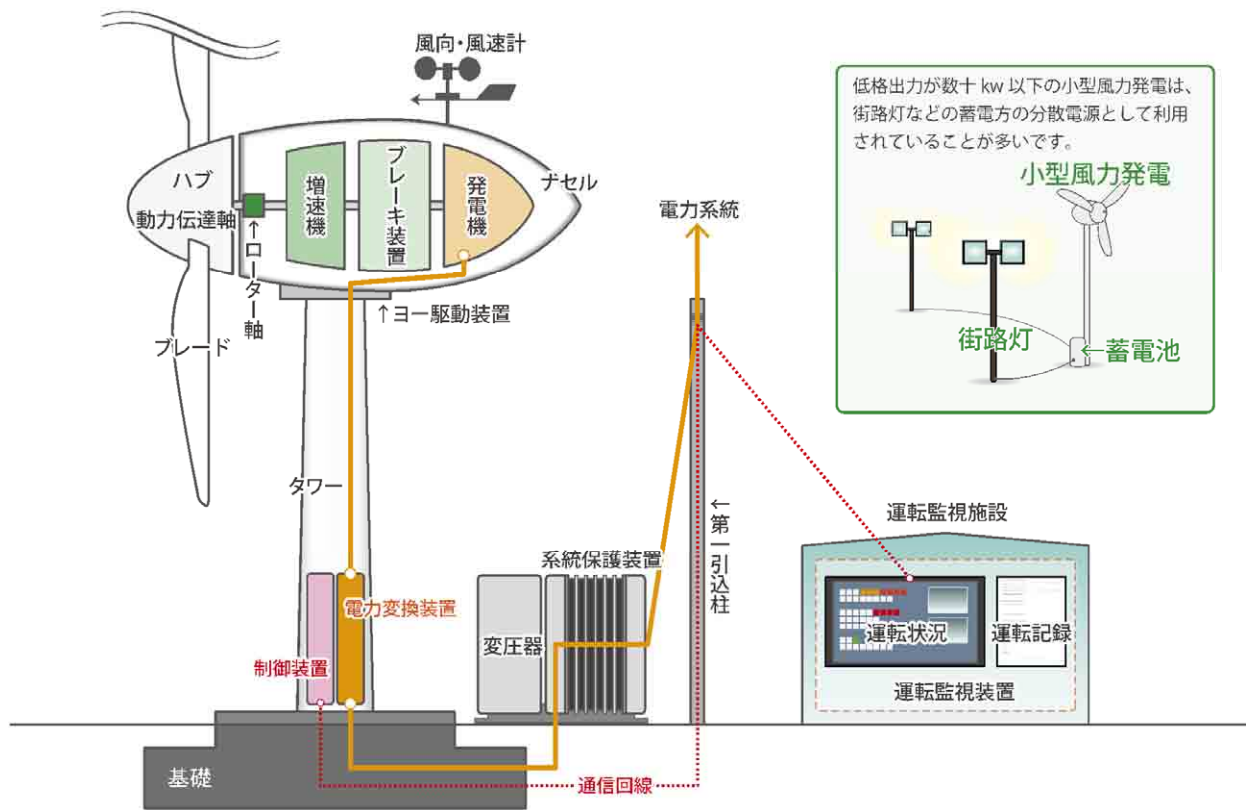 風向・風速計
低格出力が数十 kw 以下の小型風力発電は、
街路灯などの蓄電方の分散電源として利用
されていることが多いです。
小型風力発電
街路灯
←蓄電池
ハブ
動力伝達軸
↑ローター軸
増速機
ブレーキ装置
発電機
ナセル
↑ヨー駆動装置
ブレード
電力系統
タワー
←第一引込柱
系統保護装置
変圧器
電力変換装置
制御装置
運転監視施設
運転状況
運転記録
運転監視装置
基礎
通信回線